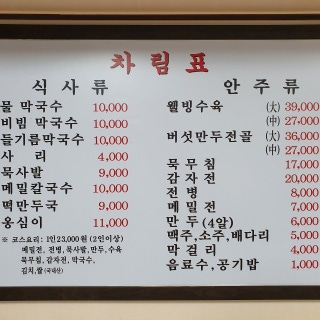 차림표
식사류
물 막국수 10,000
비빔 막국수 10,000
들기름막국수 10,000
사 리 4,000
묵사발 9,000
메밀칼국수 10,000
떡만두국 9,000
옹심이 11,000
※ 코스요리: 1인23,000원 (2인이상)
메밀전, 전병, 묵사발, 만두, 수육
묵무침, 감자전, 막국수,
김치,쌀 (국내산)
안주류
웰빙수육 (大) 39,000
(中) 27,000
버섯만두전골 (大) 36,000
(中) 27,000
묵 무 침 17,000
감 자 전 20,000
전 병 8,000
메 밀 전 7,000
만 두 (4알) 6,000
맥주,소주,배다리 5,000
막 걸 리 4,000
음료수,공기밥 1,000